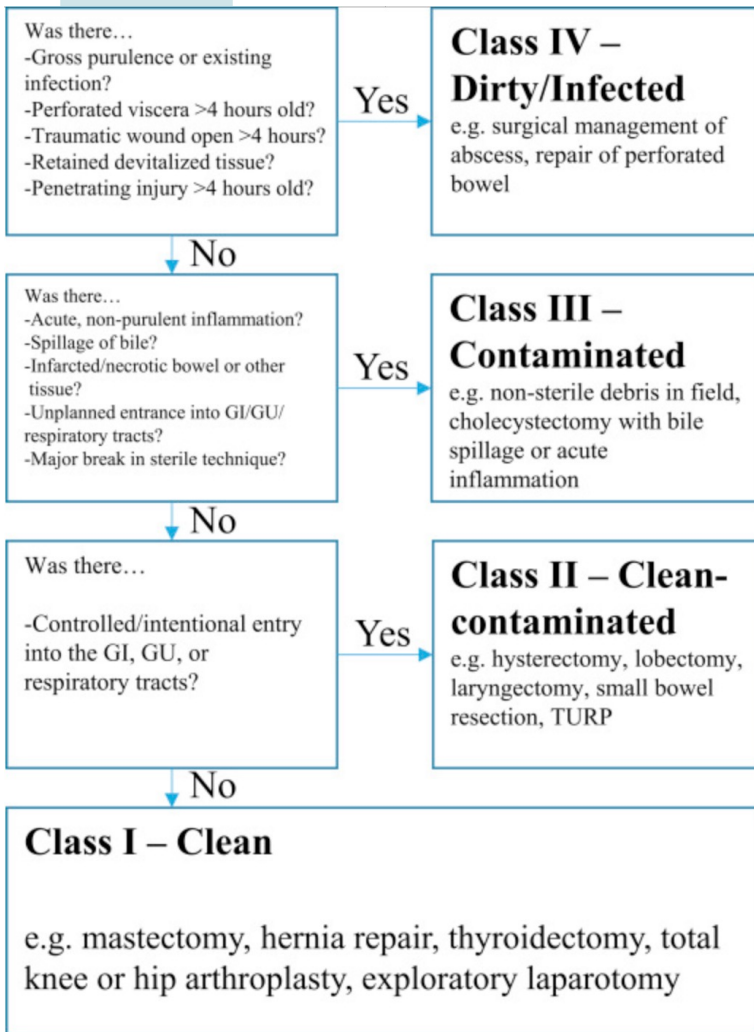 Was there...
-Gross purulence or existing
infection?
-Perforated viscera >4 hours old?
-Traumatic wound open >4 hours?
-Retained devitalized tissue?
-Penetrating injury >4 hours old?
Yes
Class IV –
Dirty/Infected
e.g. surgical management of
abscess, repair of perforated
bowel
No
Was there...
-Acute, non-purulent inflammation?
-Spillage of bile?
-Infarcted/necrotic bowel or other
tissue?
-Unplanned entrance into GI/GU/
respiratory tracts?
-Major break in sterile technique?
Yes
Class III –
Contaminated
e.g. non-sterile debris in field,
cholecystectomy with bile
spillage or acute
inflammation
No
Was there...
-Controlled/intentional entry
into the GI, GU, or
respiratory tracts?
Yes
Class II – Clean-
contaminated
e.g. hysterectomy, lobectomy,
laryngectomy, small bowel
resection, TURP
No
Class I – Clean
e.g. mastectomy, hernia repair, thyroidectomy, total
knee or hip arthroplasty, exploratory laparotomy